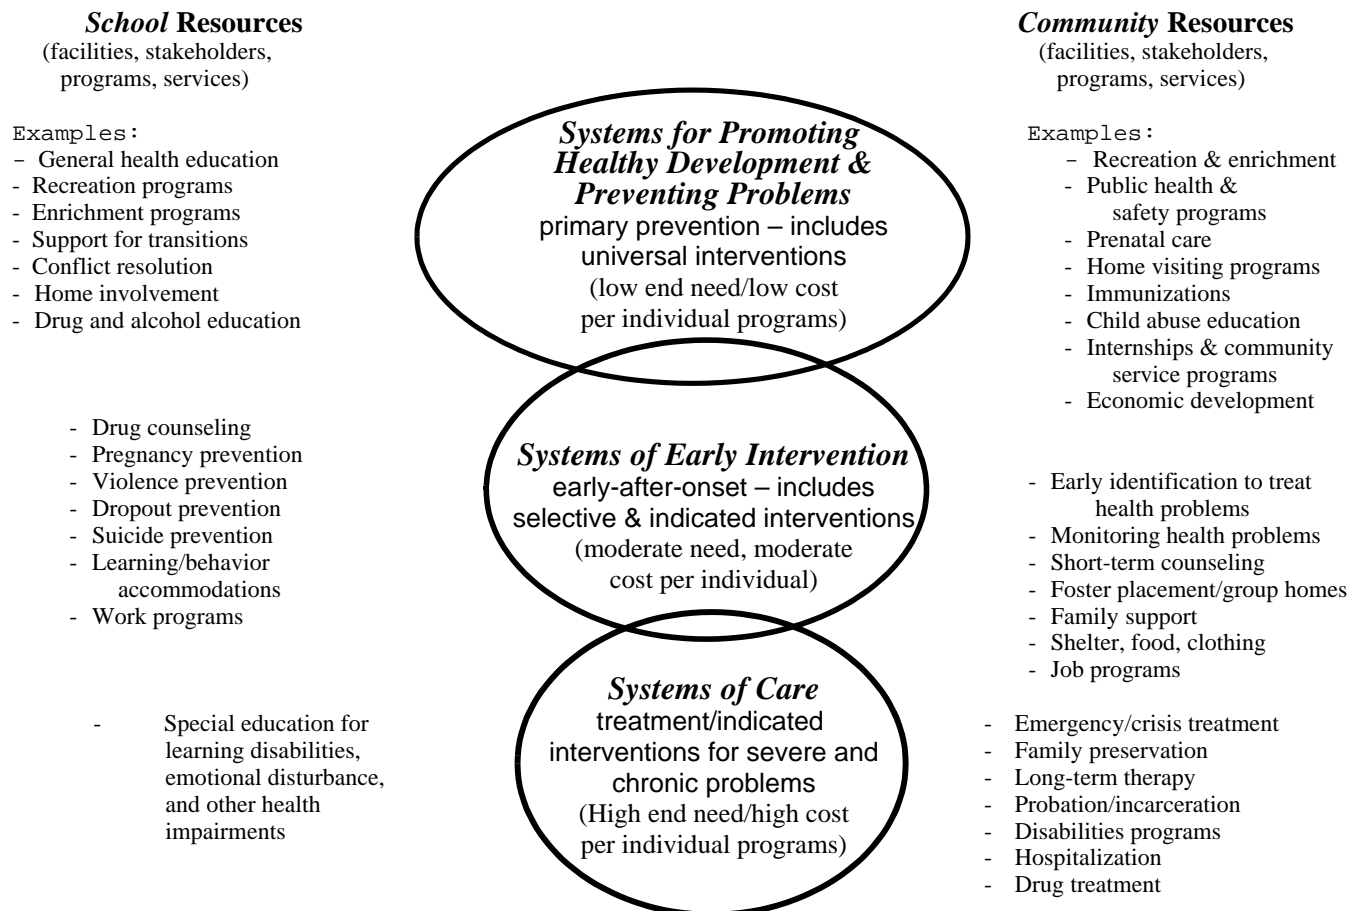 School Resources
(facilities, stakeholders,
programs, services)
Examples:
- General health education
- Recreation programs
- Enrichment programs
- Support for transitions
- Conflict resolution
- Home involvement
- Drug and alcohol education
- Drug counseling
- Pregnancy prevention
- Violence prevention
- Dropout prevention
- Suicide prevention
- Learning/behavior
accommodations
- Work programs
- Special education for
learning disabilities,
emotional disturbance,
and other health
impairments
Systems for Promoting
Healthy Development &
Preventing Problems
primary prevention – includes
universal interventions
(low end need/low cost
per individual programs)
Systems of Early Intervention
early-after-onset – includes
selective & indicated interventions
(moderate need, moderate
cost per individual)
Systems of Care
treatment/indicated
interventions for severe and
chronic problems
(High end need/high cost
per individual programs)
Community Resources
(facilities, stakeholders,
programs, services)
Examples:
- Recreation & enrichment
- Public health &
safety programs
- Prenatal care
- Home visiting programs
- Immunizations
- Child abuse education
- Internships & community
service programs
- Economic development
- Early identification to treat
health problems
- Monitoring health problems
- Short-term counseling
- Foster placement/group homes
- Family support
- Shelter, food, clothing
- Job programs
- Emergency/crisis treatment
- Family preservation
- Long-term therapy
- Probation/incarceration
- Disabilities programs
- Hospitalization
- Drug treatment